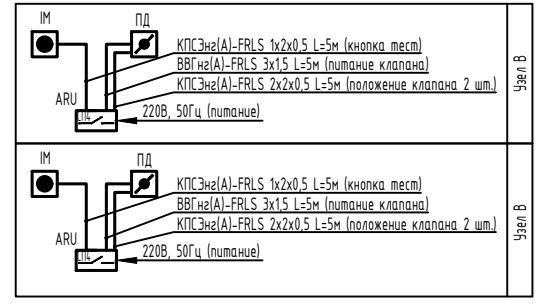 IM
ПД
КПСЭнг(А)-FRLS 1х2х0,5 L=5м (кнопка тест)
ВВГнг(А)-FRLS 3х1,5 L=5м (питание клапана)
КПСЭнг(А)-FRLS 2х2х0,5 L=5м (положение клапана 2 шт.)
ARU
220В, 50Гц (питание)
Узел В
IM
ПД
КПСЭнг(А)-FRLS 1х2х0,5 L=5м (кнопка тест)
ВВГнг(А)-FRLS 3х1,5 L=5м (питание клапана)
КПСЭнг(А)-FRLS 2х2х0,5 L=5м (положение клапана 2 шт.)
ARU
220В, 50Гц (питание)
Узел В